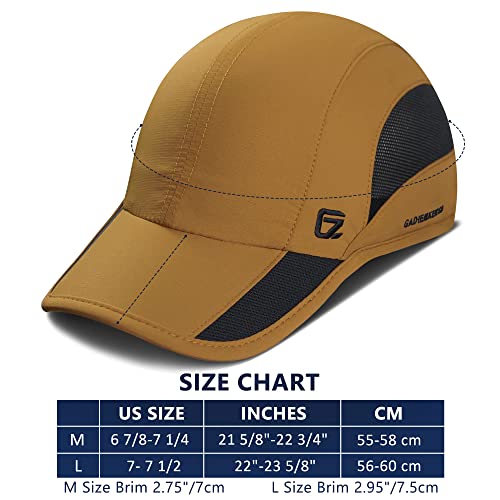 GZ
GADIEMKENSD
SIZE CHART
US SIZE INCHES CM
M 6 7/8-7 1/4 21 5/8"-22 3/4" 55-58 cm
L 7- 7 1/2 22"-23 5/8" 56-60 cm
M Size Brim 2.75"/7cm L Size Brim 2.95"/7.5cm